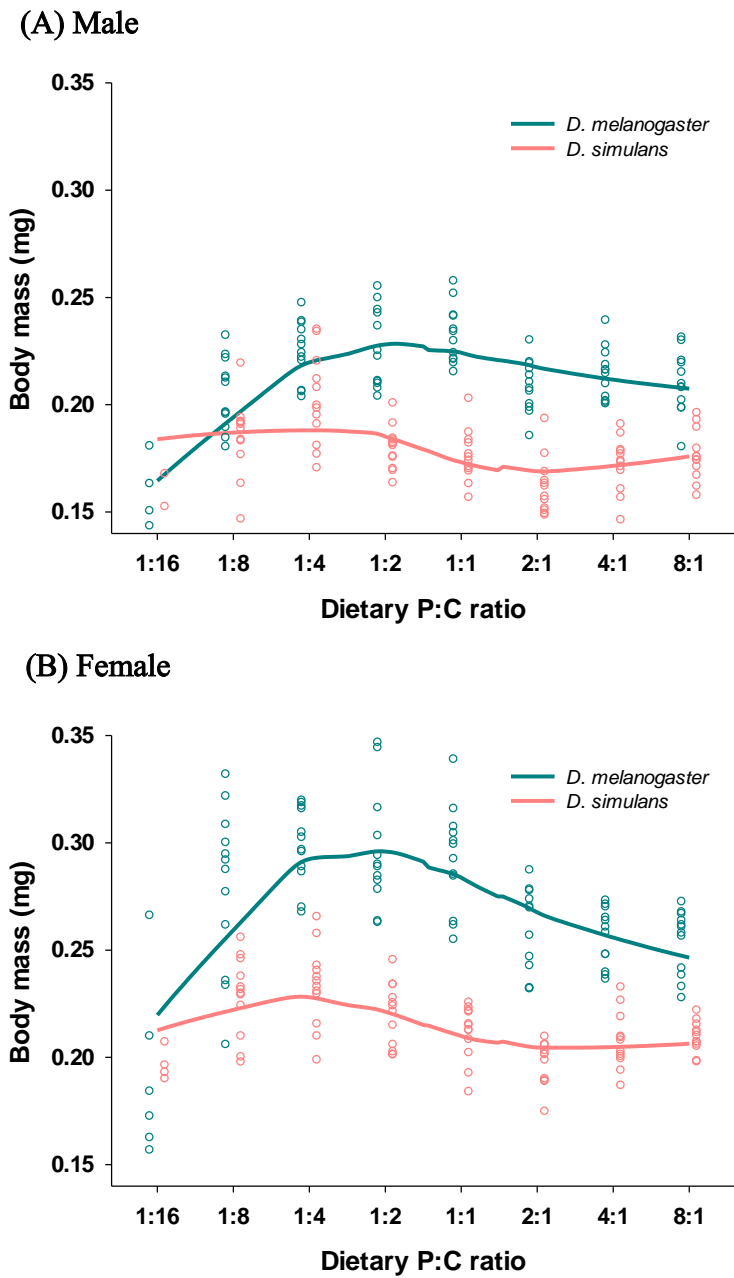 (A) Male
0.35
D. melanogaster
D. simulans
0.30
0.25
0.20
0.15
Body mass (mg)
1:16 1:8 1:4 1:2 1:1 2:1 4:1 8:1
Dietary P:C ratio
(B) Female
0.35
D. melanogaster
D. simulans
0.30
0.25
0.20
0.15
Body mass (mg)
1:16 1:8 1:4 1:2 1:1 2:1 4:1 8:1
Dietary P:C ratio